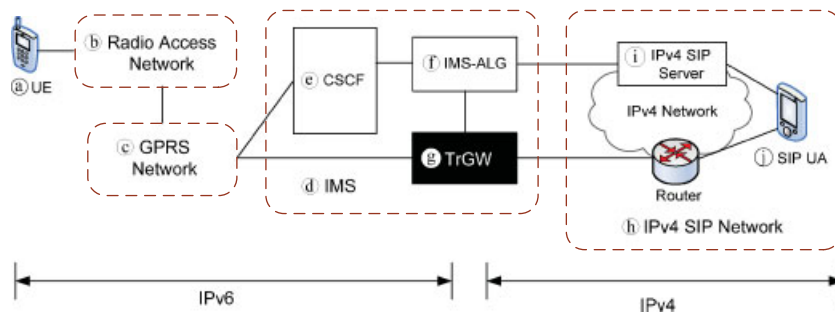 ⓐ UE
ⓑ Radio Access
Network
ⓒ GPRS
Network
ⓓ IMS
ⓔ CSCF
ⓕ IMS-ALG
ⓖ TrGW
ⓘ IPv4 SIP
Server
IPv4 Network
Router
ⓙ SIP UA
ⓗ IPv4 SIP Network
IPv6
IPv4